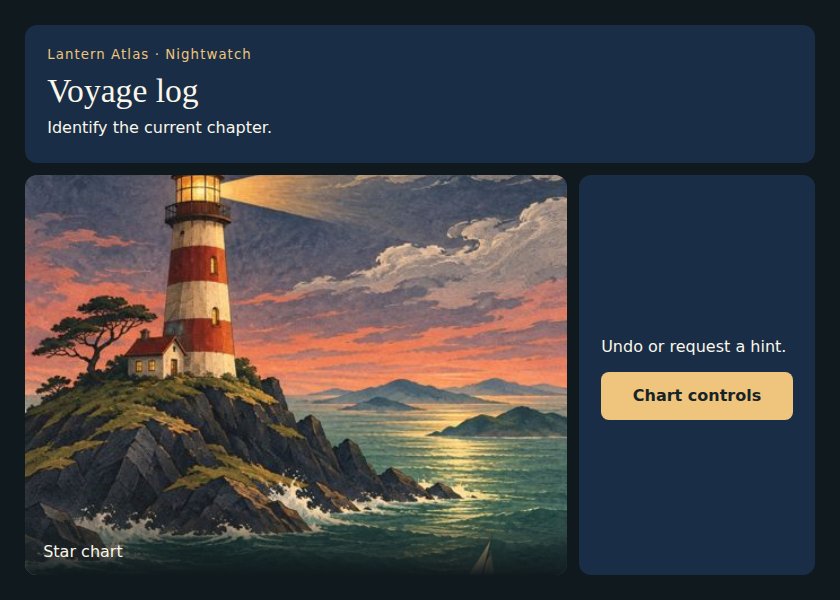 Lantern Atlas · Nightwatch
Voyage log
Identify the current chapter.
Star chart
Undo or request a hint.
Chart controls